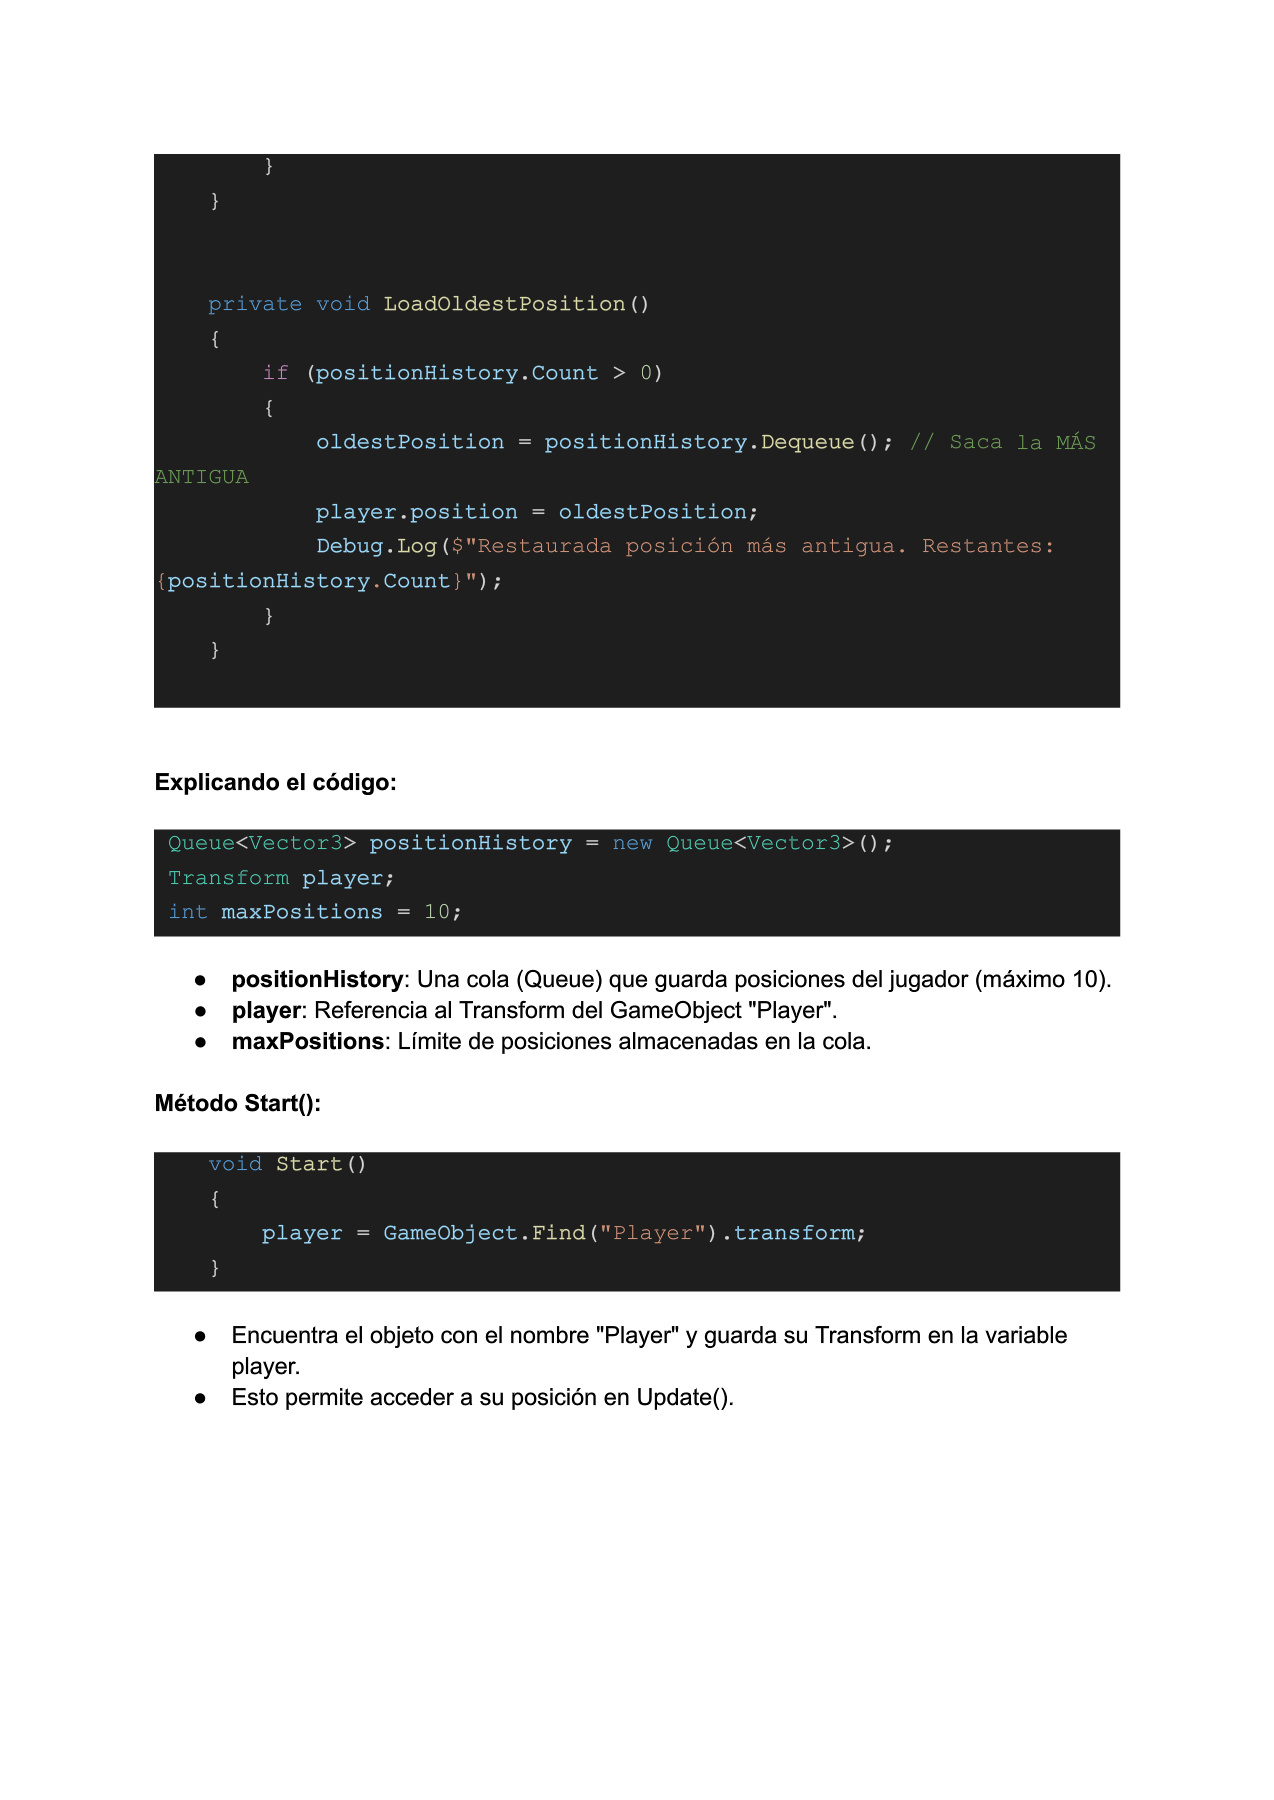 }
    }

    private void LoadOldestPosition()
    {
        if (positionHistory.Count > 0)
        {
            oldestPosition = positionHistory.Dequeue(); // Saca la MÁS
ANTIGUA
            player.position = oldestPosition;
            Debug.Log($"Restaurada posición más antigua. Restantes:
{positionHistory.Count}");
        }
    }

Explicando el código:
Queue<Vector3> positionHistory = new Queue<Vector3>();
Transform player;
int maxPositions = 10;
● positionHistory: Una cola (Queue) que guarda posiciones del jugador (máximo 10).
● player: Referencia al Transform del GameObject "Player".
● maxPositions: Límite de posiciones almacenadas en la cola.
Método Start():
    void Start()
    {
        player = GameObject.Find("Player").transform;
    }
● Encuentra el objeto con el nombre "Player" y guarda su Transform en la variable
player.
● Esto permite acceder a su posición en Update().